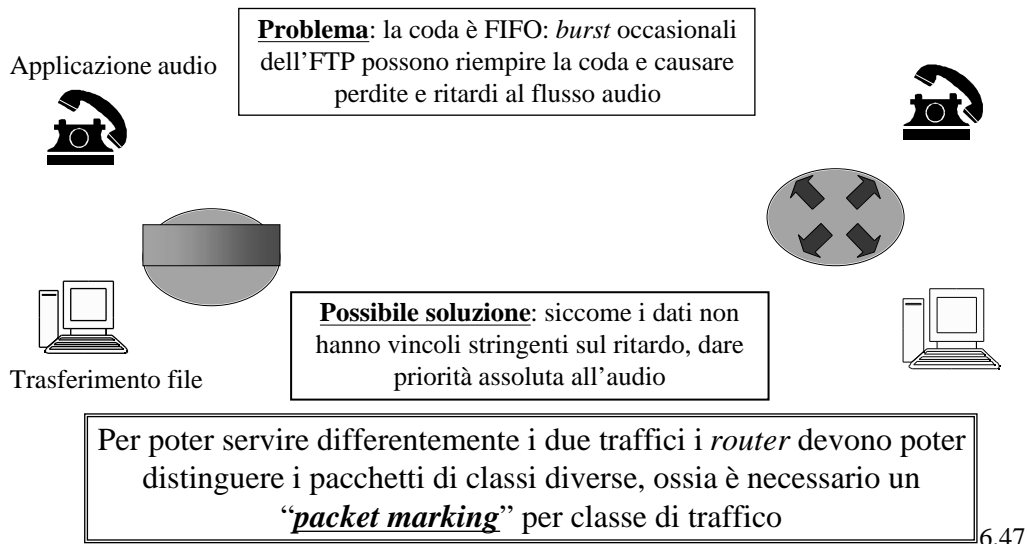 Problema: la coda è FIFO: burst occasionali
dell’FTP possono riempire la coda e causare
perdite e ritardi al flusso audio
Applicazione audio
Possibile soluzione: siccome i dati non
hanno vincoli stringenti sul ritardo, dare
priorità assoluta all’audio
Trasferimento file
Per poter servire differentemente i due traffici i router devono poter
distinguere i pacchetti di classi diverse, ossia è necessario un
“packet marking” per classe di traffico
6.47